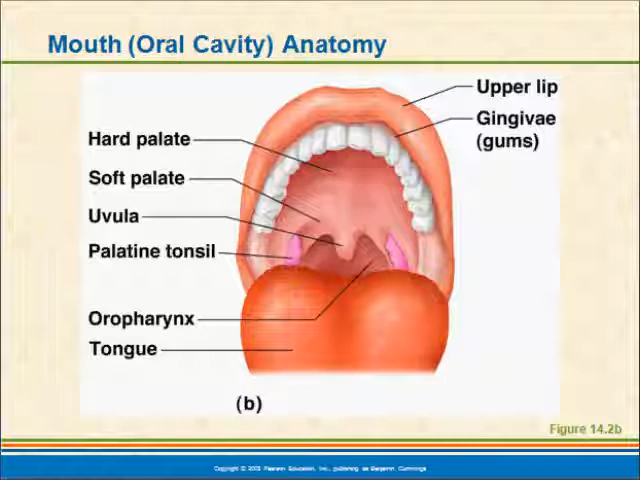 Mouth (Oral Cavity) Anatomy
Upper lip
Gingivae
(gums)
Hard palate
Soft palate
Uvula
Palatine tonsil
Oropharynx
Tongue
(b)
Figure 14.2b
Copyright © Pearson Education, Inc., publishing as Benjamin Cummings